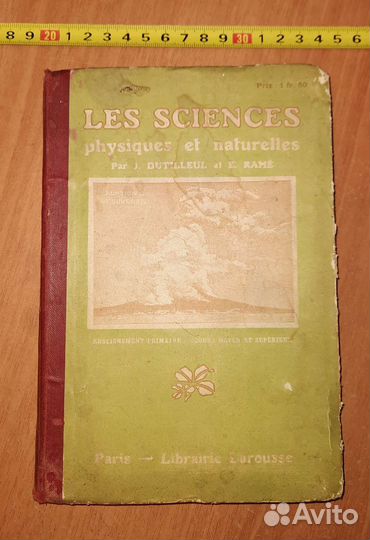 8 9 20 1 2 3 4 5 6 7 8 9 30 1 2 3 4 5 6
Prix : 1 fr. 50
LES SCIENCES
physiques et naturelles
Par J. DUTILLEUL et E. RAMÉ
ENSEIGNEMENT PRIMAIRE COURS MOYEN ET SUPÉRIEUR
Paris — Librairie Larousse
Avito